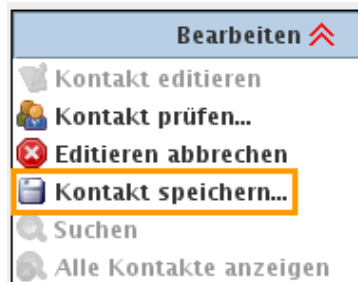 Bearbeiten
Kontakt editieren
Kontakt prüfen...
Editieren abbrechen
Kontakt speichern...
Suchen
Alle Kontakte anzeigen